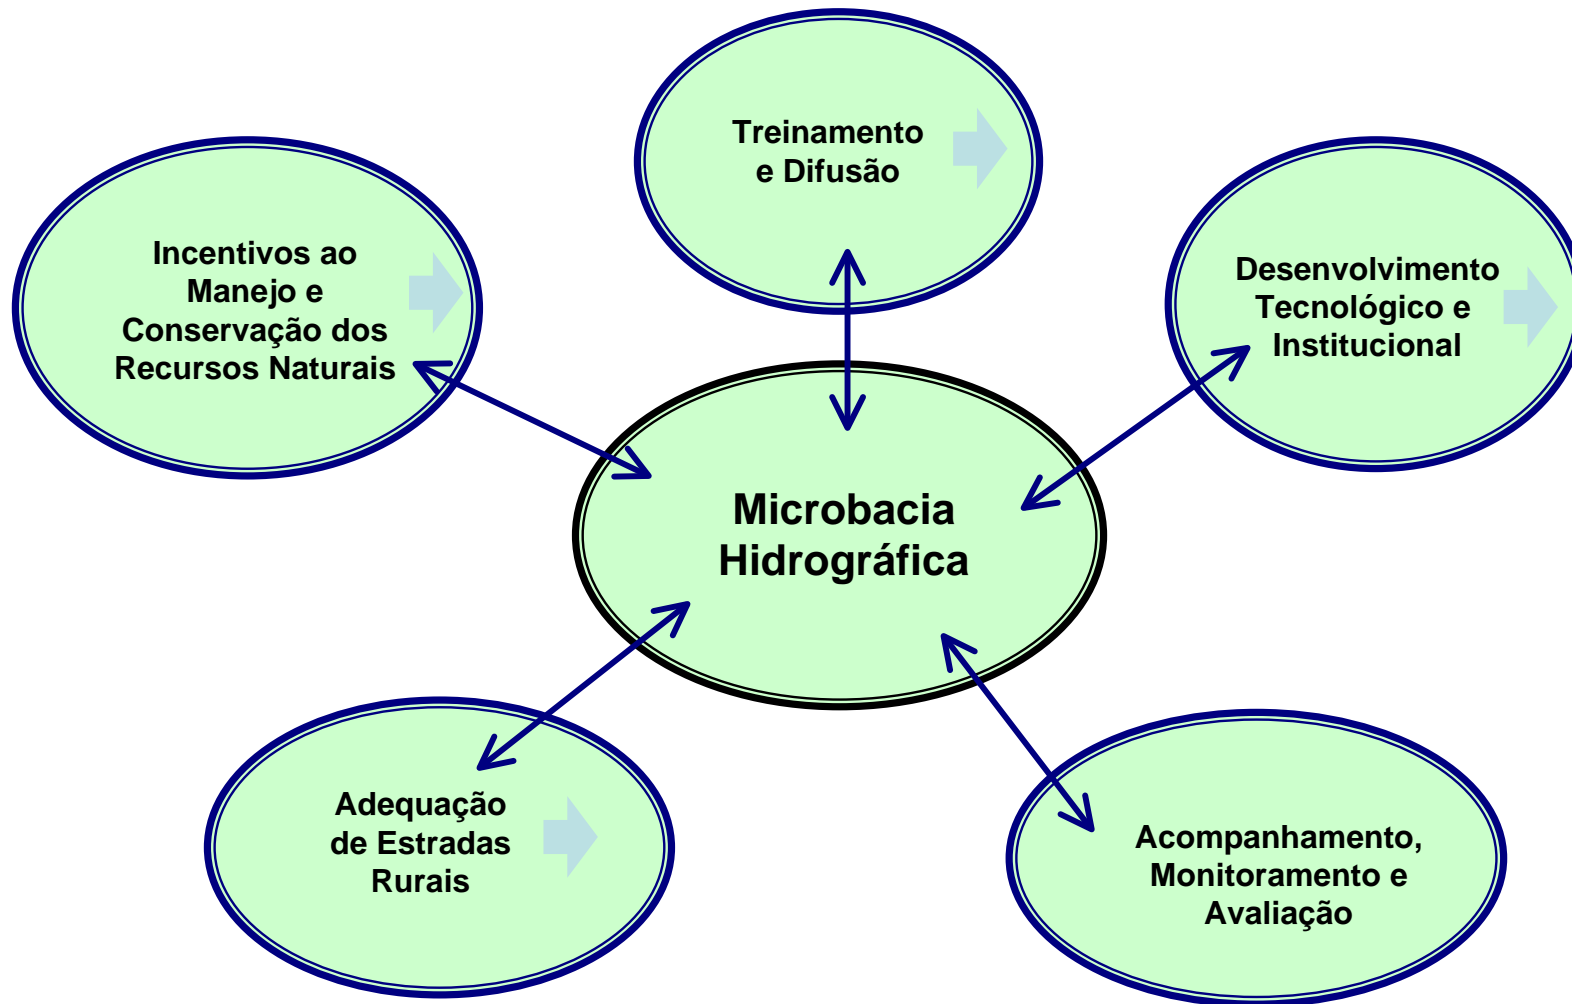 Treinamento
e Difusão
Incentivos ao
Manejo e
Conservação dos
Recursos Naturais
Desenvolvimento
Tecnológico e
Institucional
Microbacia
Hidrográfica
Adequação
de Estradas
Rurais
Acompanhamento,
Monitoramento e
Avaliação